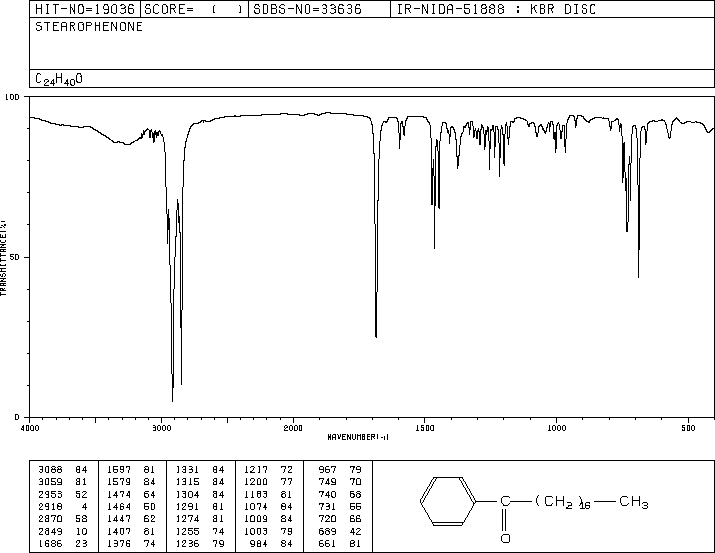 HIT-NO=19036 SCORE= ( ) SDBS-NO=33636 IR-NIDA-51888 : KBR DISC
STEAROPHENONE
C24H40O
100
50
0
TRANSMITTANCE(%)
4000 3000 2000 1500 1000 500
WAVENUMBER(-1)
3088 84 1597 81 1331 84 1217 72 967 79
3059 81 1579 84 1315 84 1200 77 749 70
2953 52 1474 64 1304 84 1183 81 740 68
2918 4 1464 50 1291 81 1074 84 731 55
2870 58 1447 62 1274 81 1009 84 720 66
2849 10 1407 81 1255 74 1003 79 689 42
1686 23 1376 74 1236 79 984 84 661 81
C (CH2)16 CH3
O